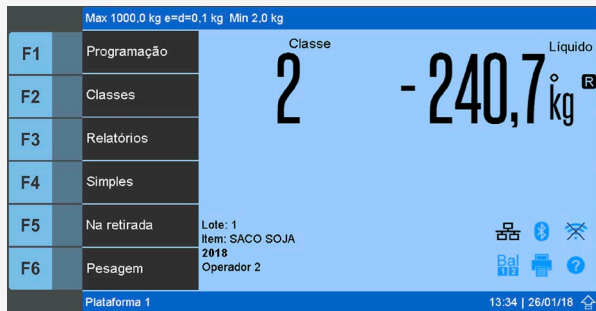 Max 1000,0 kg e=d=0,1 kg Min 2,0 kg
F1 Programação
F2 Classes
F3 Relatórios
F4 Simples
F5 Na retirada
F6 Pesagem
Classe
2
Líquido
-240,7 kg
R
Lote: 1
Item: SACO SOJA
2018
Operador 2
Bal
1 2
?
Plataforma 1
13:34 | 26/01/18